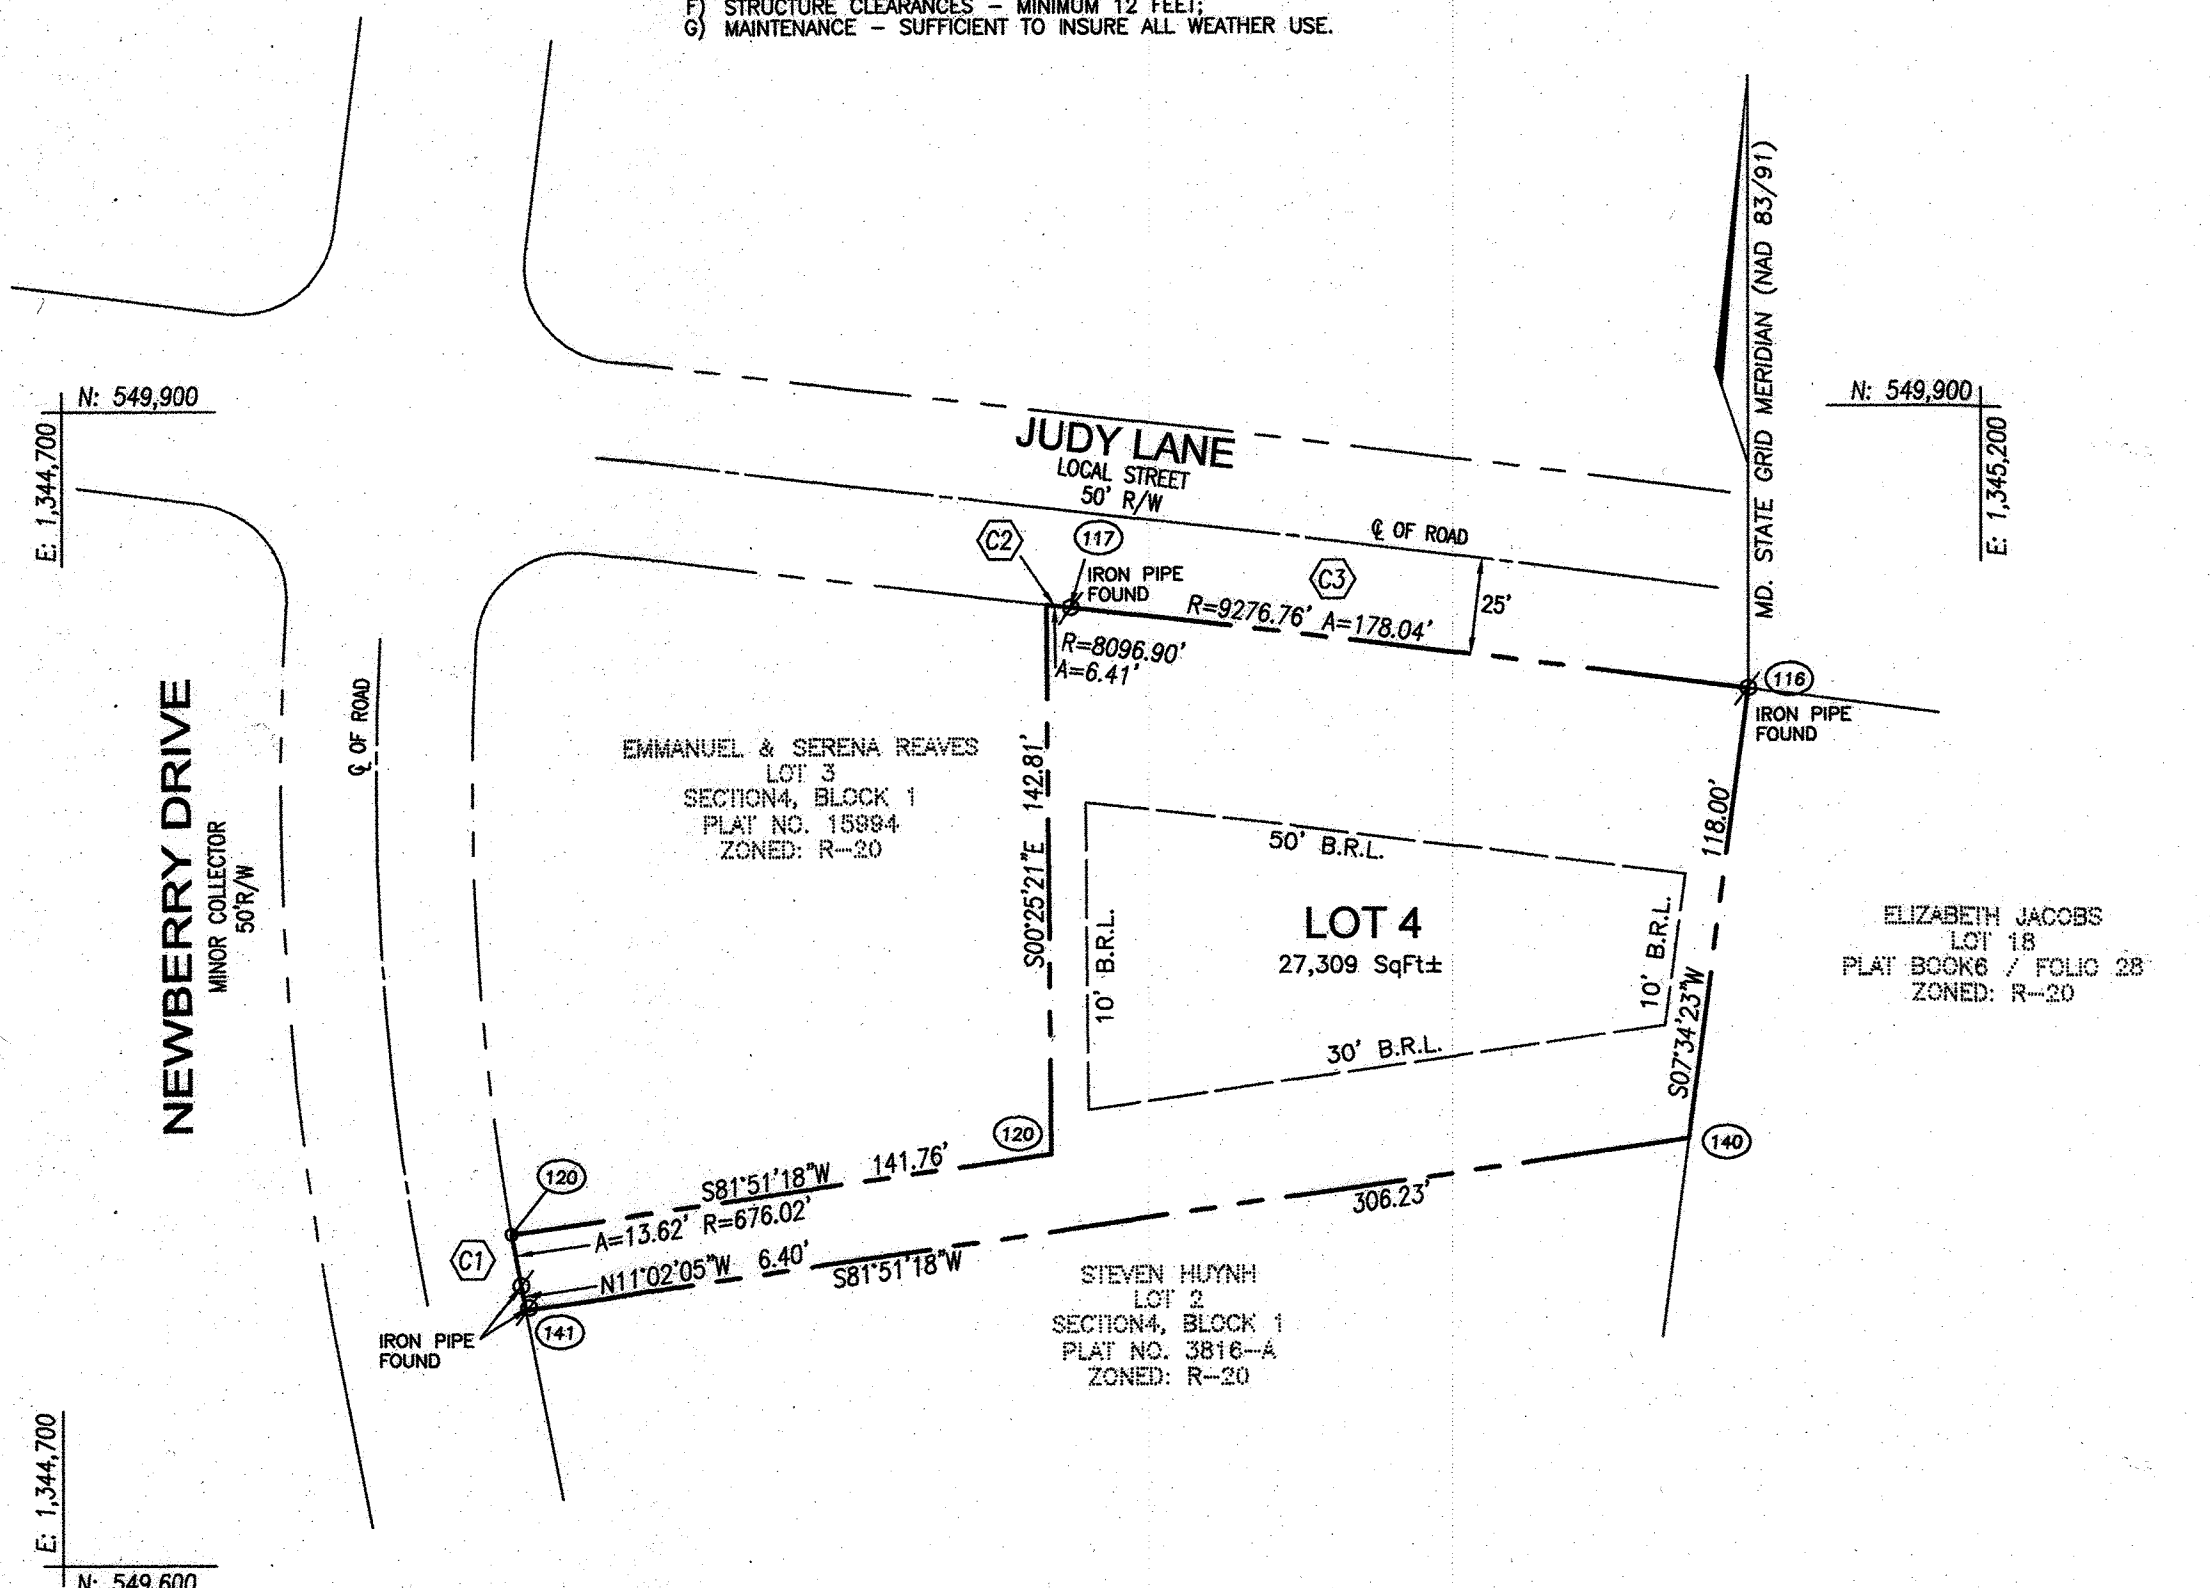 F) STRUCTURE CLEARANCES – MINIMUM 12 FEET;
G) MAINTENANCE – SUFFICIENT TO INSURE ALL WEATHER USE.
MD. STATE GRID MERIDIAN (NAD 83/91)
N: 549,900
E: 1,344,700
N: 549,900
E: 1,345,200
JUDY LANE
LOCAL STREET
50' R/W
℄ OF ROAD
C2
117
IRON PIPE
FOUND
C3
R=9276.76' A=178.04'
25'
R=8096.90'
A=6.41'
116
IRON PIPE
FOUND
NEWBERRY DRIVE
MINOR COLLECTOR
50'R/W
℄ OF ROAD
EMMANUEL & SERENA REAVES
LOT 3
SECTION4, BLOCK 1
PLAT NO. 15994
ZONED: R-20
S00°25'21"E 142.81'
50' B.R.L.
10' B.R.L.
LOT 4
27,309 SqFt±
10' B.R.L.
30' B.R.L.
118.00'
S07°34'23"W
ELIZABETH JACOBS
LOT 18
PLAT BOOK6 / FOLIO 28
ZONED: R-20
120
140
120
S81°51'18"W 141.76'
A=13.62' R=676.02'
C1
N11°02'05"W 6.40'
S81°51'18"W
306.23'
141
IRON PIPE
FOUND
STEVEN HUYNH
LOT 2
SECTION4, BLOCK 1
PLAT NO. 3816-A
ZONED: R-20
E: 1,344,700
N: 549,600